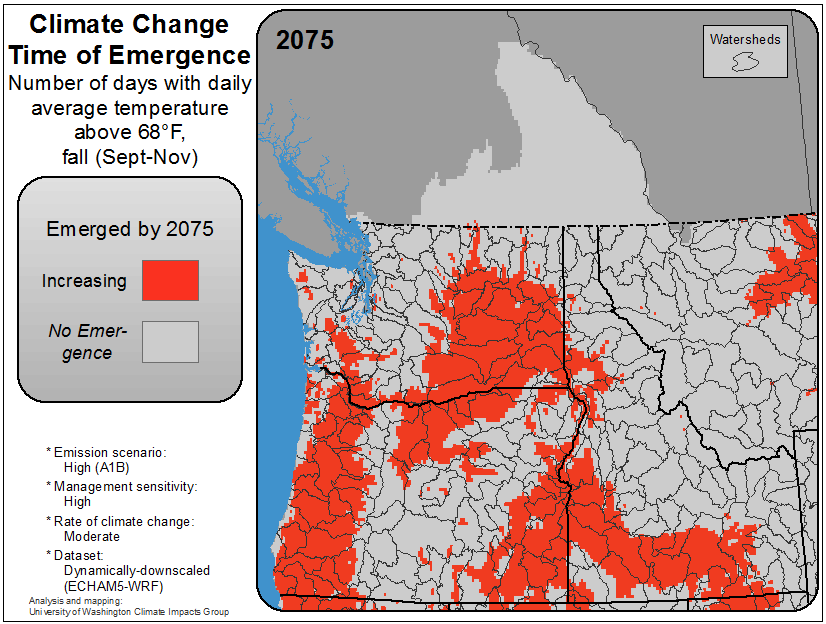 Climate Change
Time of Emergence
Number of days with daily
average temperature
above 68°F,
fall (Sept-Nov)
Emerged by 2075
Increasing
No Emer-
gence
* Emission scenario:
High (A1B)
* Management sensitivity:
High
* Rate of climate change:
Moderate
* Dataset:
Dynamically-downscaled
(ECHAM5-WRF)
Analysis and mapping:
University of Washington Climate Impacts Group
2075
Watersheds